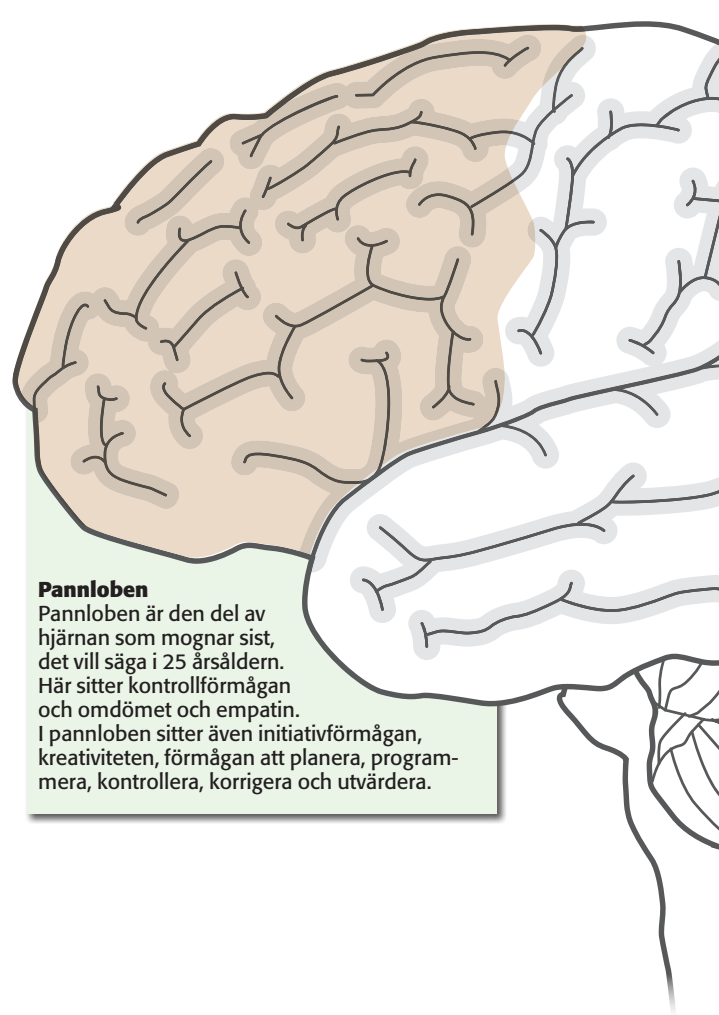 Pannloben
Pannloben är den del av
hjärnan som mognar sist,
det vill säga i 25 årsåldern.
Här sitter kontrollförmågan
och omdömet och empatin.
I pannloben sitter även initiativförmågan,
kreativiteten, förmågan att planera, program-
mera, kontrollera, korrigera och utvärdera.